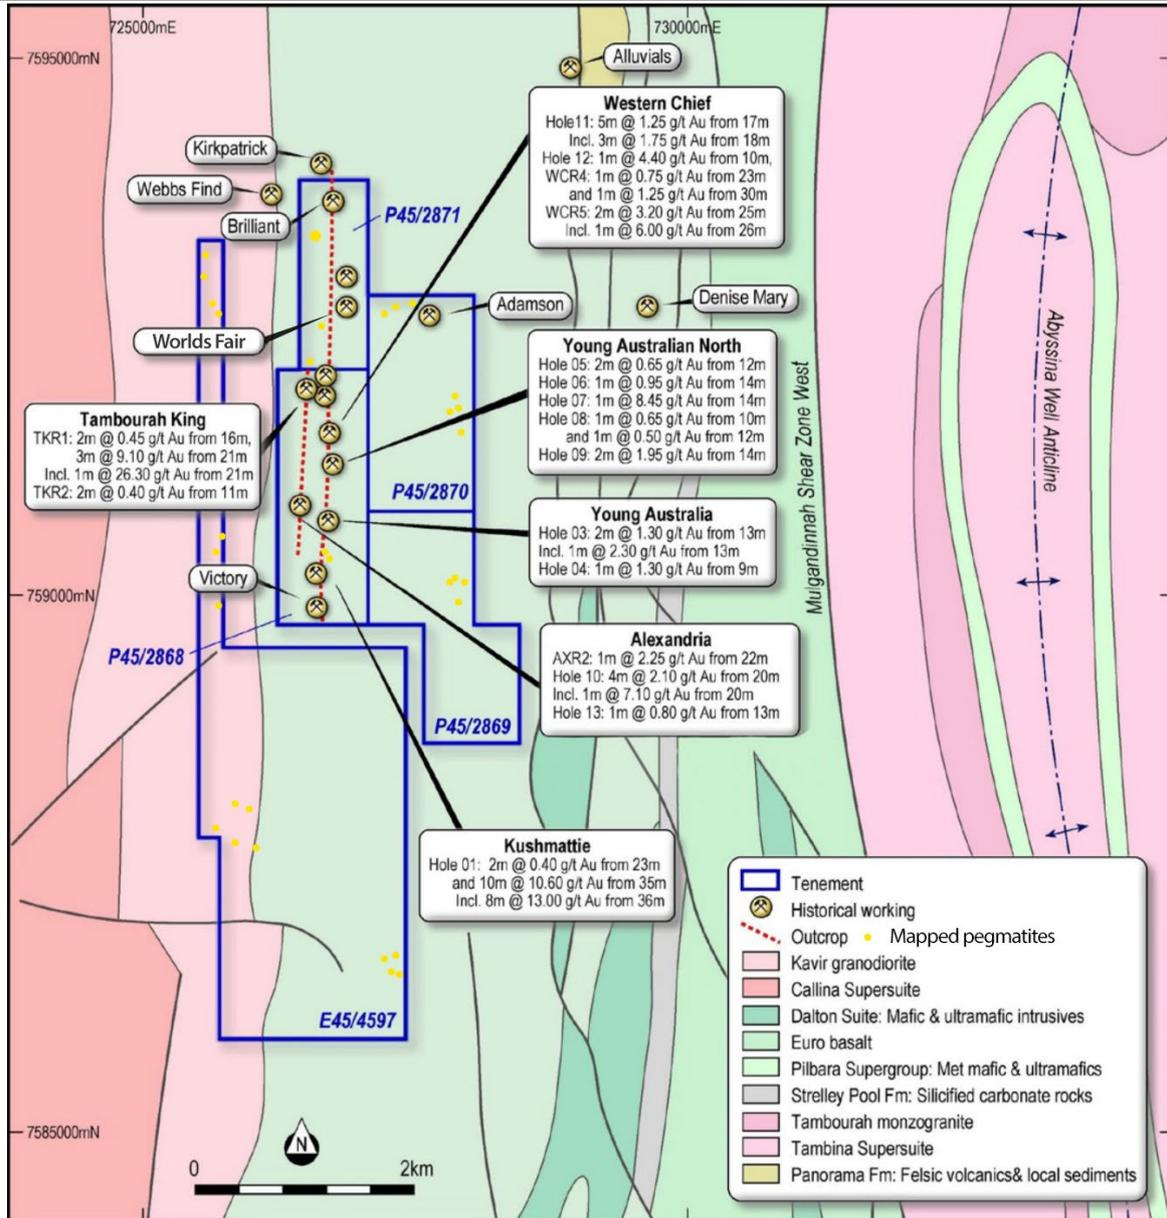 725000mE
730000mE
7595000mN
Alluvials
Western Chief
Hole11: 5m @ 1.25 g/t Au from 17m
Incl. 3m @ 1.75 g/t Au from 18m
Hole 12: 1m @ 4.40 g/t Au from 10m,
WCR4: 1m @ 0.75 g/t Au from 23m
and 1m @ 1.25 g/t Au from 30m
WCR5: 2m @ 3.20 g/t Au from 25m
Incl. 1m @ 6.00 g/t Au from 26m
Kirkpatrick
Webbs Find
Brilliant
P45/2871
Adamson
Denise Mary
Worlds Fair
Young Australian North
Hole 05: 2m @ 0.65 g/t Au from 12m
Hole 06: 1m @ 0.95 g/t Au from 14m
Hole 07: 1m @ 8.45 g/t Au from 14m
Hole 08: 1m @ 0.65 g/t Au from 10m
and 1m @ 0.50 g/t Au from 12m
Hole 09: 2m @ 1.95 g/t Au from 14m
Tambourah King
TKR1: 2m @ 0.45 g/t Au from 16m,
3m @ 9.10 g/t Au from 21m
Incl. 1m @ 26.30 g/t Au from 21m
TKR2: 2m @ 0.40 g/t Au from 11m
P45/2870
Young Australia
Hole 03: 2m @ 1.30 g/t Au from 13m
Incl. 1m @ 2.30 g/t Au from 13m
Hole 04: 1m @ 1.30 g/t Au from 9m
Mulgandinnah Shear Zone West
Abyssina Well Anticline
Victory
759000mN
P45/2868
Alexandria
AXR2: 1m @ 2.25 g/t Au from 22m
Hole 10: 4m @ 2.10 g/t Au from 20m
Incl. 1m @ 7.10 g/t Au from 20m
Hole 13: 1m @ 0.80 g/t Au from 13m
P45/2869
Kushmattie
Hole 01: 2m @ 0.40 g/t Au from 23m
and 10m @ 10.60 g/t Au from 35m
Incl. 8m @ 13.00 g/t Au from 36m
E45/4597
7585000mN
N
0 2km
Tenement
Historical working
Outcrop Mapped pegmatites
Kavir granodiorite
Callina Supersuite
Dalton Suite: Mafic & ultramafic intrusives
Euro basalt
Pilbara Supergroup: Met mafic & ultramafics
Strelley Pool Fm: Silicified carbonate rocks
Tambourah monzogranite
Tambina Supersuite
Panorama Fm: Felsic volcanics& local sediments